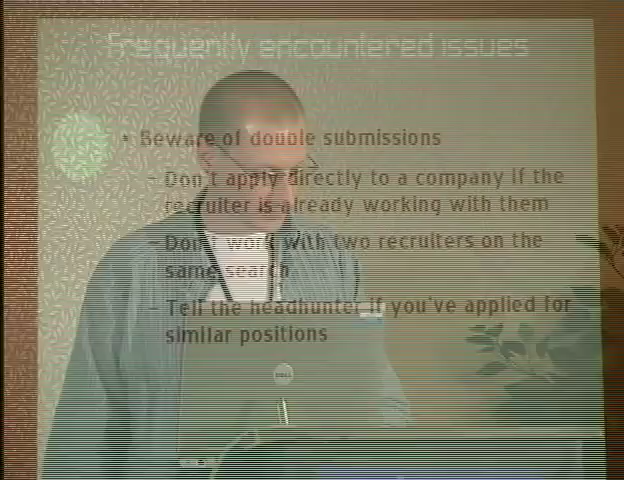 Frequently encountered issues
• Beware of double submissions
– Don't apply directly to a company if the
recruiter is already working with them
– Don't work with two recruiters on the
same search
– Tell the headhunter if you've applied for
similar positions
DELL